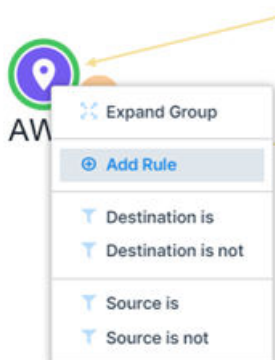 AW
Expand Group
Add Rule
Destination is
Destination is not
Source is
Source is not